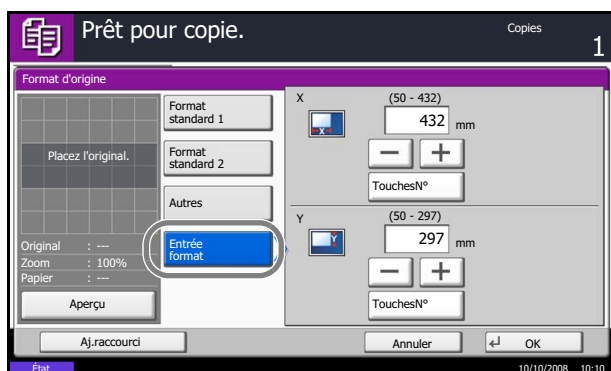 Prêt pour copie.
Copies
1
Format d'origine
Placez l'original.
Original : ---
Zoom : 100%
Papier : ---
Aperçu
Format
standard 1
Format
standard 2
Autres
Entrée
format
X
(50 - 432)
432 mm
TouchesN°
Y
(50 - 297)
297 mm
TouchesN°
Aj.raccourci
Annuler
OK
État
10/10/2008 10:10